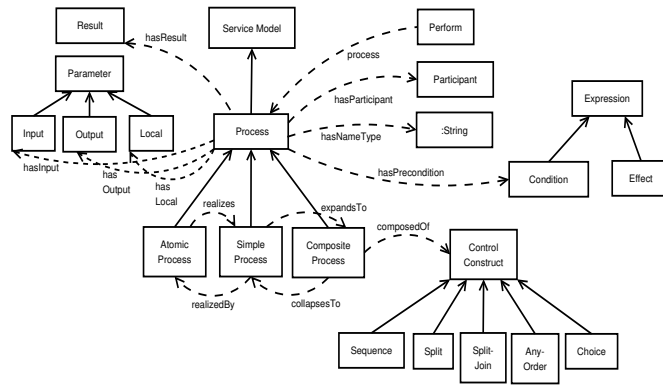 Result
Service Model
Perform
hasResult
process
Parameter
Participant
Expression
hasParticipant
Input
Output
Local
Process
:String
hasNameType
hasInput
has
Output
has
Local
hasPrecondition
Condition
Effect
realizes
expandsTo
Atomic
Process
Simple
Process
Composite
Process
composedOf
Control
Construct
realizedBy
collapsesTo
Sequence
Split
Split-
Join
Any-
Order
Choice